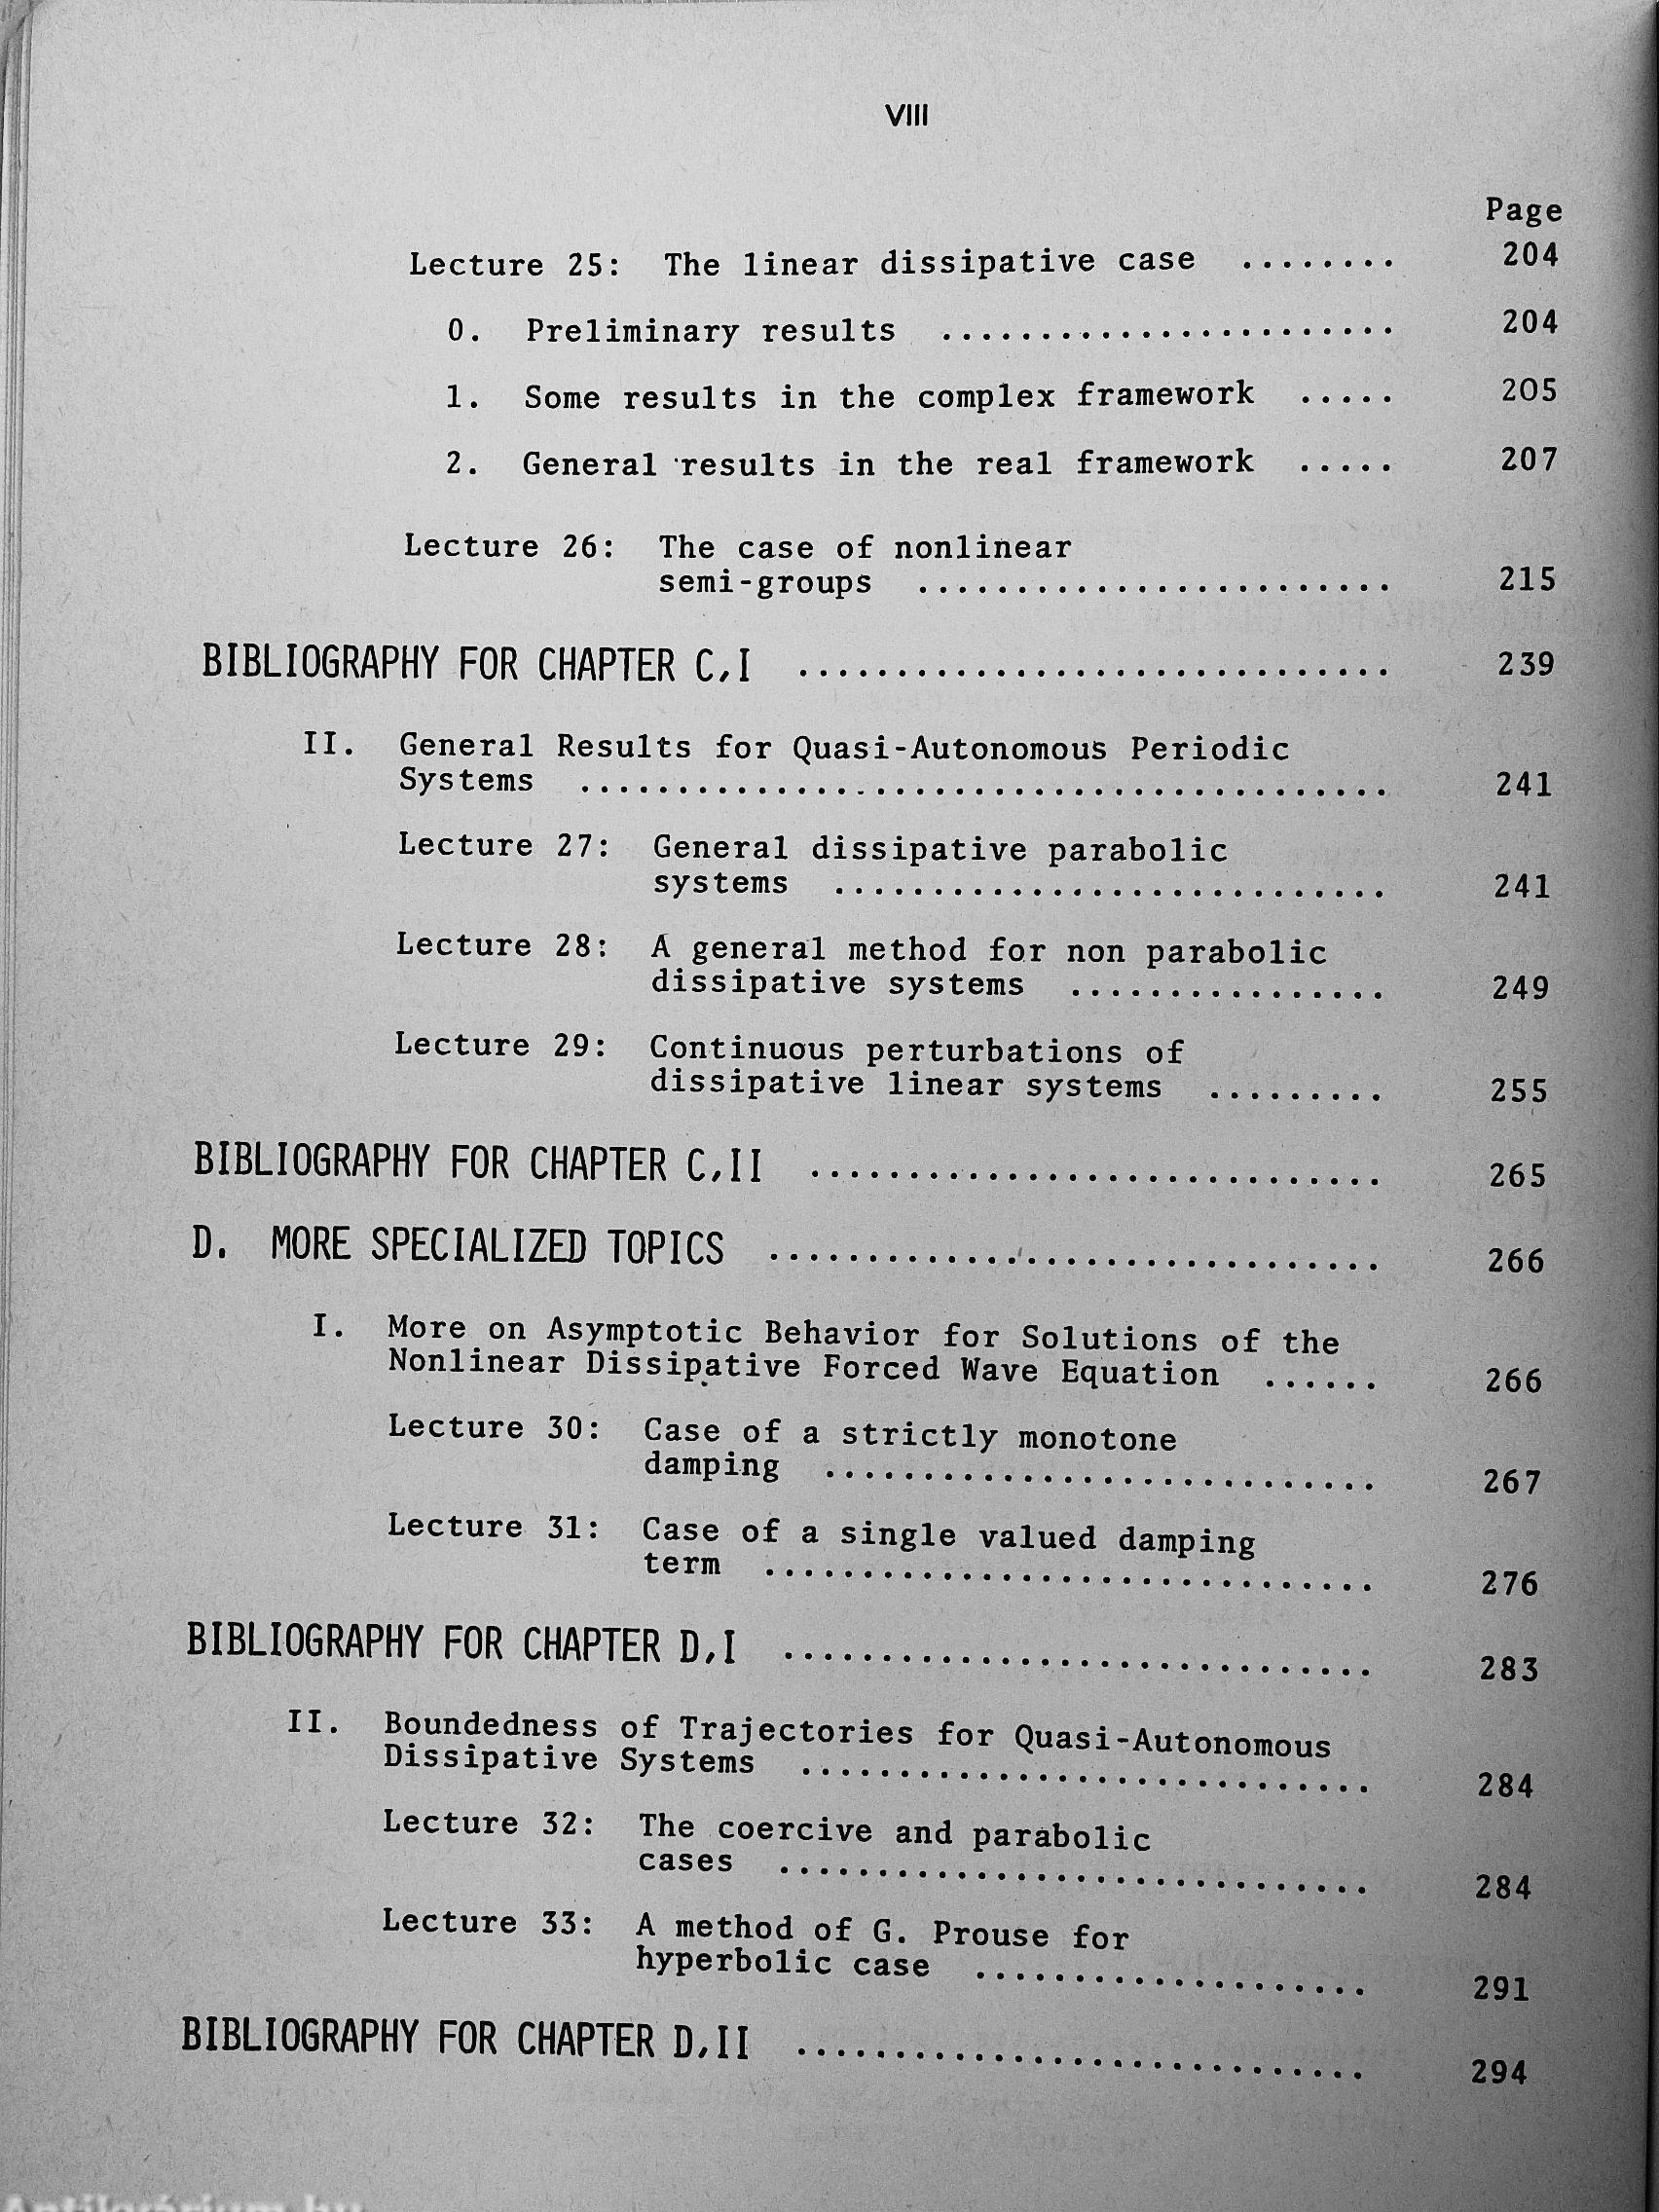 VIII
Page
Lecture 25: The linear dissipative case ........ 204
0. Preliminary results ....................... 204
1. Some results in the complex framework ..... 205
2. General results in the real framework ..... 207
Lecture 26: The case of nonlinear
semi-groups ........................ 215
BIBLIOGRAPHY FOR CHAPTER C,I .............................. 239
II. General Results for Quasi-Autonomous Periodic
Systems ......................................... 241
Lecture 27: General dissipative parabolic
systems ............................ 241
Lecture 28: A general method for non parabolic
dissipative systems ................ 249
Lecture 29: Continuous perturbations of
dissipative linear systems ......... 255
BIBLIOGRAPHY FOR CHAPTER C,II ............................. 265
D. MORE SPECIALIZED TOPICS ............................... 266
I. More on Asymptotic Behavior for Solutions of the
Nonlinear Dissipative Forced Wave Equation ...... 266
Lecture 30: Case of a strictly monotone
damping ............................ 267
Lecture 31: Case of a single valued damping
term ............................... 276
BIBLIOGRAPHY FOR CHAPTER D,I .............................. 283
II. Boundedness of Trajectories for Quasi-Autonomous
Dissipative Systems ............................. 284
Lecture 32: The coercive and parabolic
cases .............................. 284
Lecture 33: A method of G. Prouse for
hyperbolic case .................... 291
BIBLIOGRAPHY FOR CHAPTER D,II ............................. 294